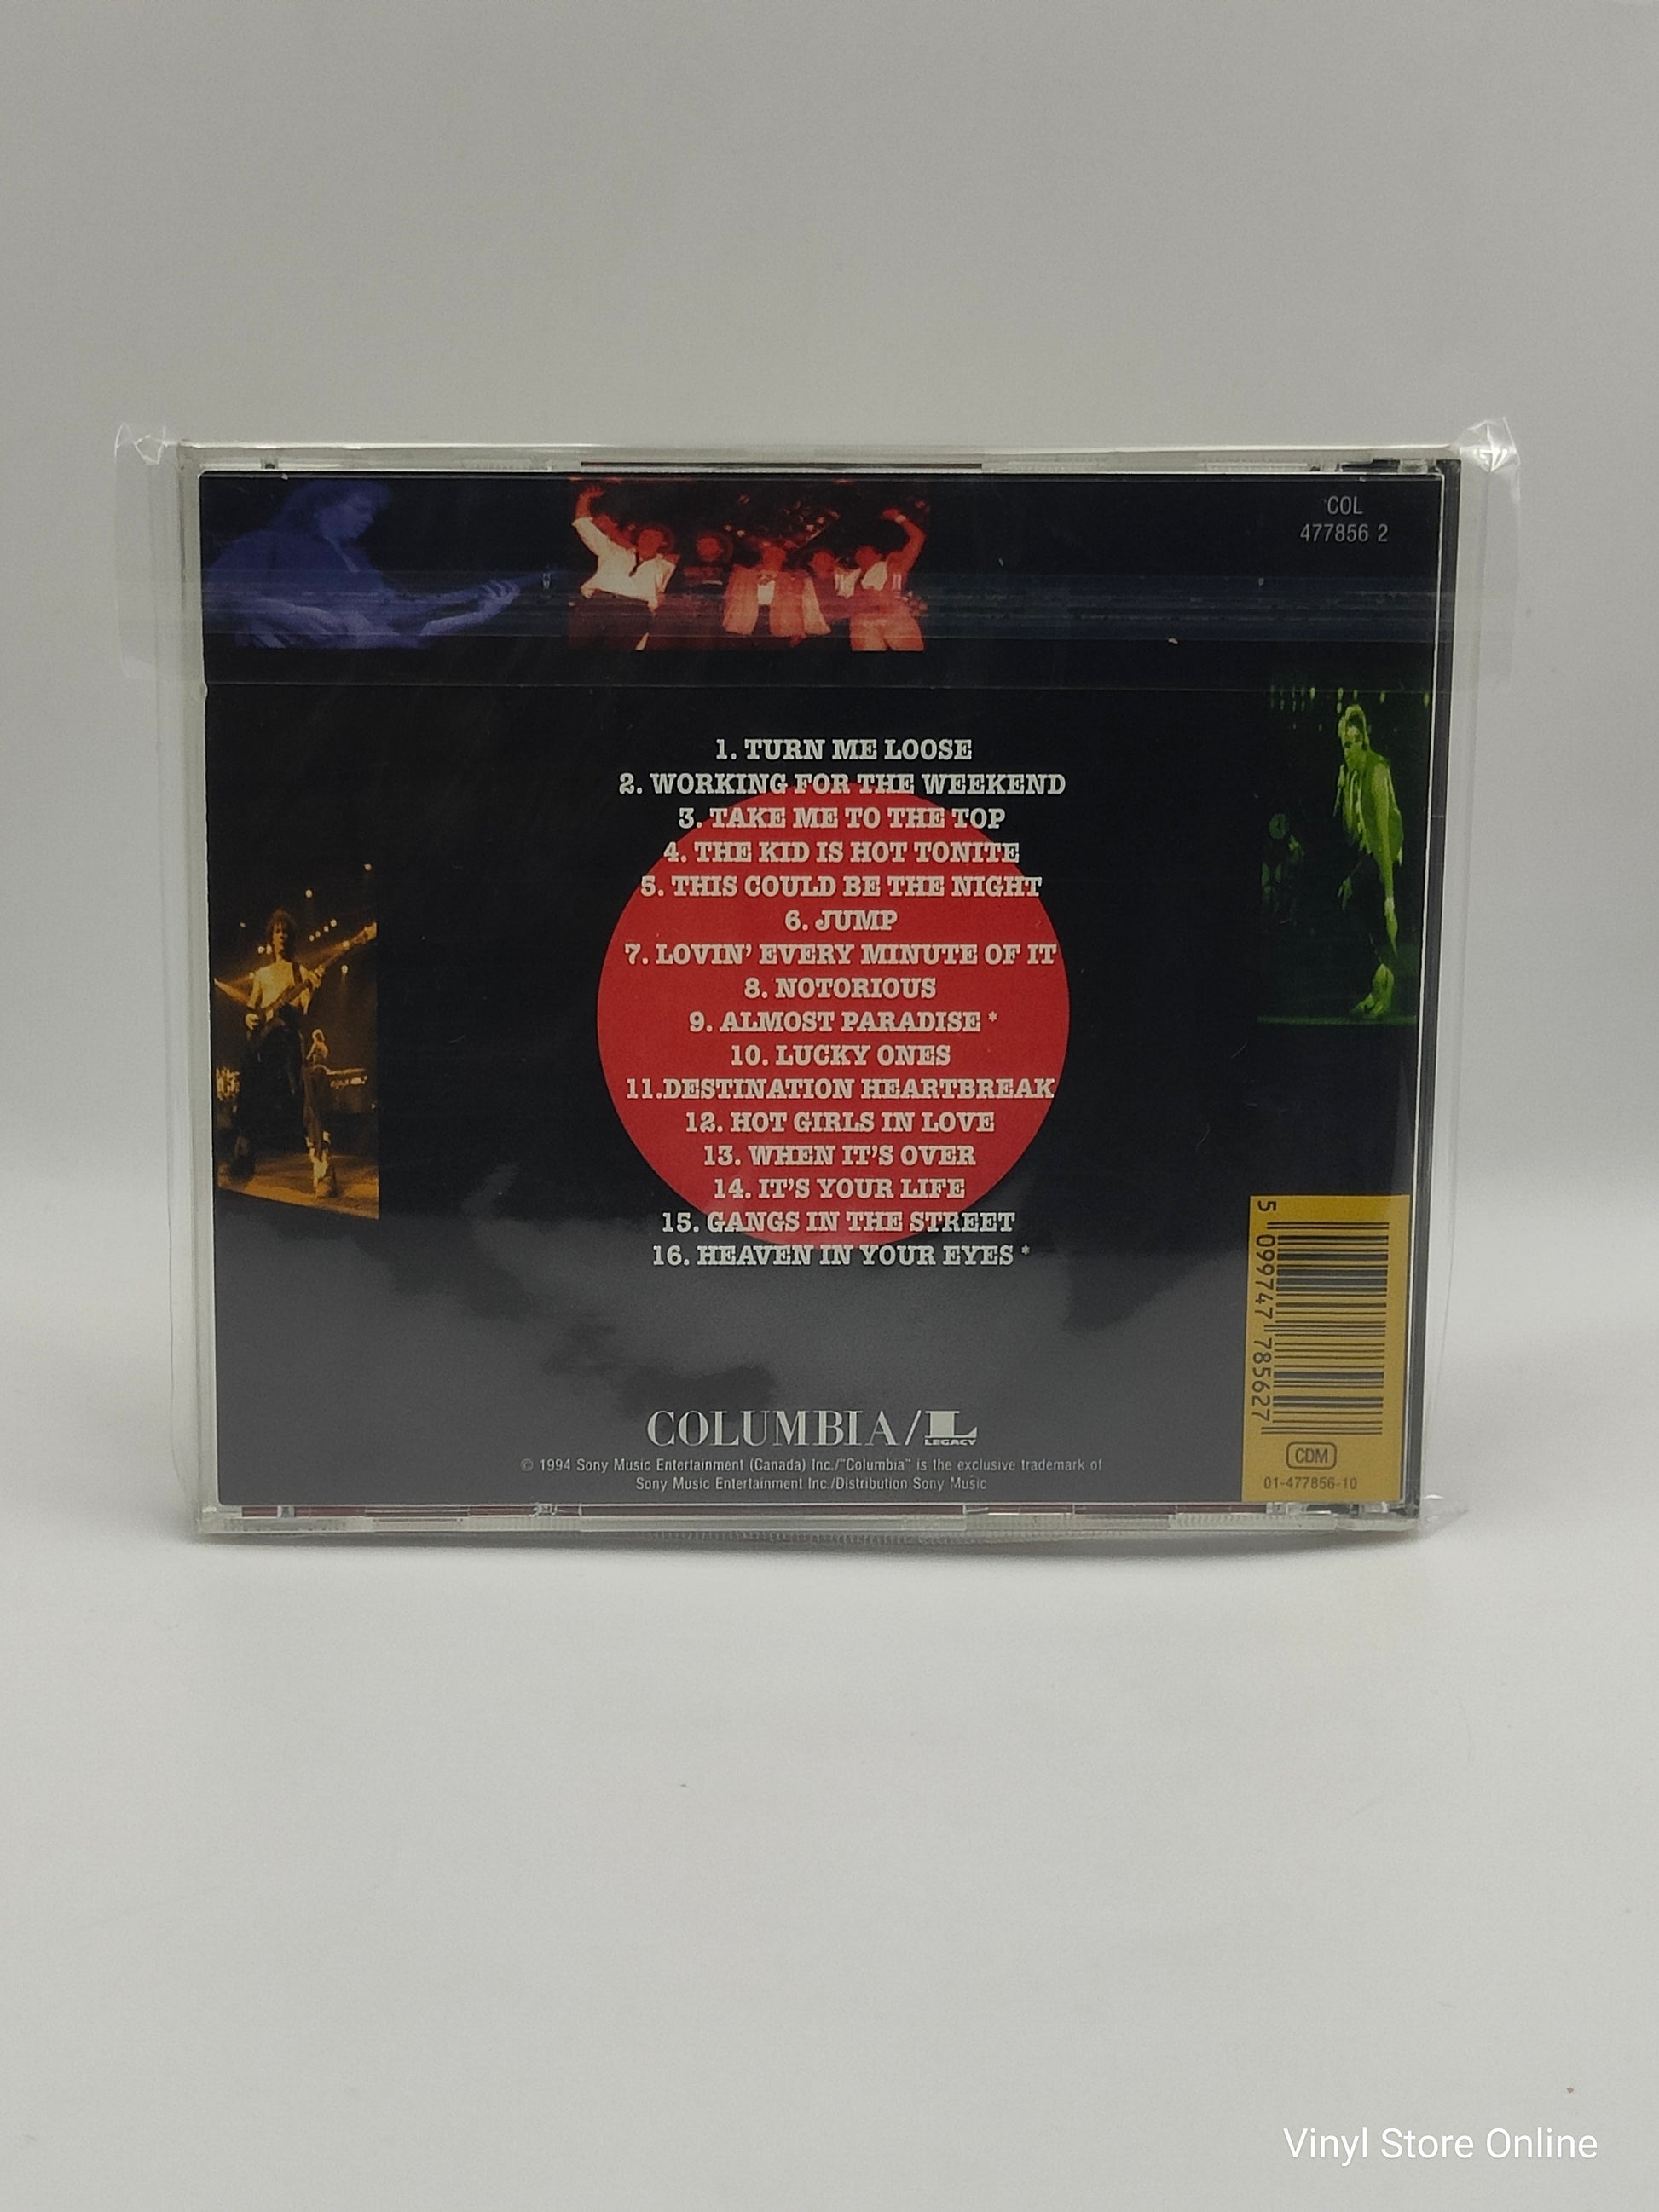 COL
477856 2
1. TURN ME LOOSE
2. WORKING FOR THE WEEKEND
3. TAKE ME TO THE TOP
4. THE KID IS HOT TONITE
5. THIS COULD BE THE NIGHT
6. JUMP
7. LOVIN' EVERY MINUTE OF IT
8. NOTORIOUS
9. ALMOST PARADISE *
10. LUCKY ONES
11.DESTINATION HEARTBREAK
12. HOT GIRLS IN LOVE
13. WHEN IT'S OVER
14. IT'S YOUR LIFE
15. GANGS IN THE STREET
16. HEAVEN IN YOUR EYES *
5 099747 785627
CDM
01-477856-10
COLUMBIA/L
LEGACY
© 1994 Sony Music Entertainment (Canada) Inc./"Columbia" is the exclusive trademark of
Sony Music Entertainment Inc./Distribution Sony Music
Vinyl Store Online